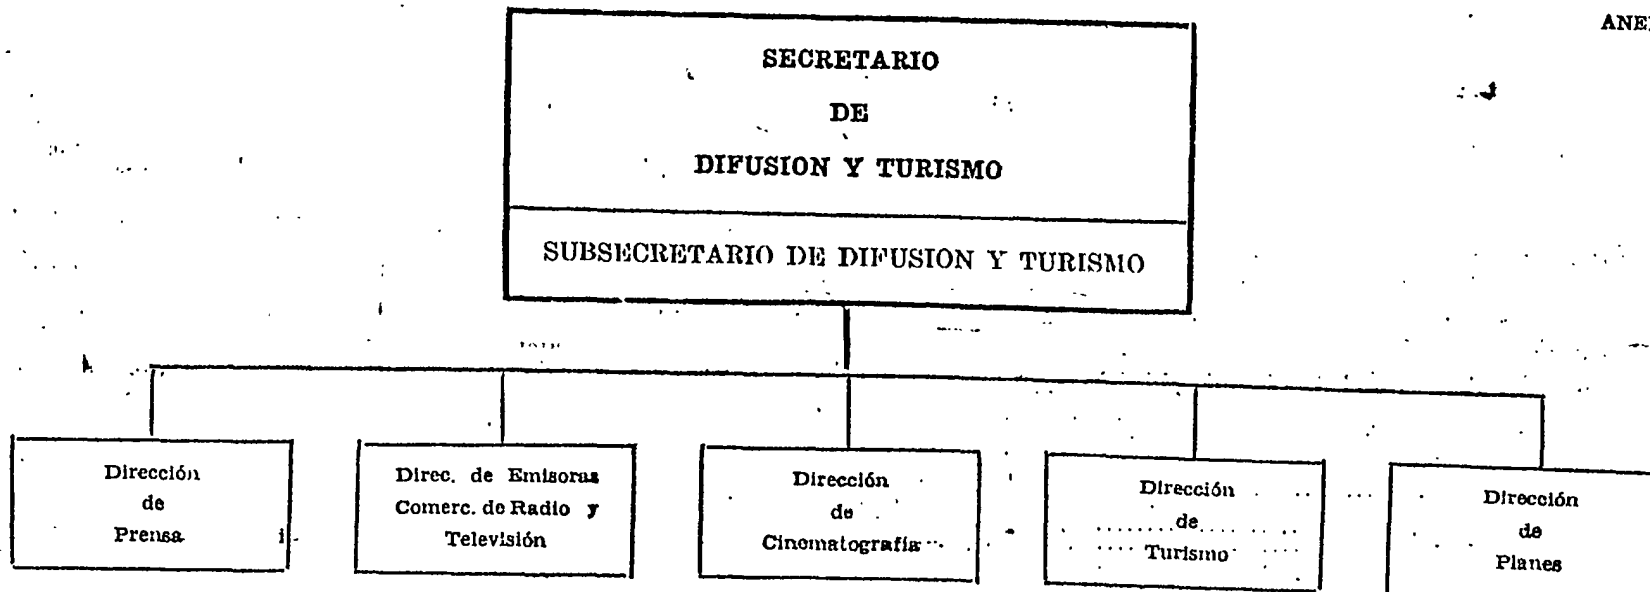 SECRETARIO
DE
DIFUSION Y TURISMO
SUBSECRETARIO DE DIFUSION Y TURISMO
Dirección
de
Prensa
Direc. de Emisoras
Comerc. de Radio y
Televisión
Dirección
de
Cinematografía
Dirección
de
Turismo
Dirección
de
Planes